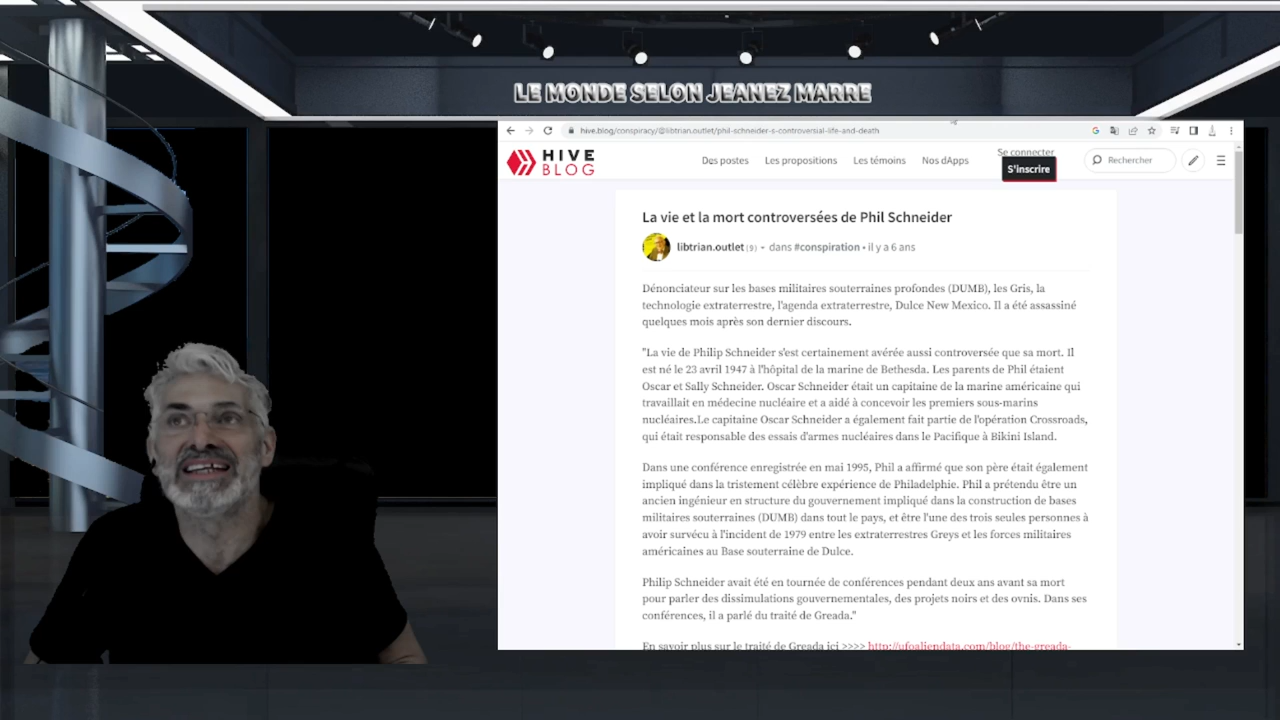 LE MONDE SELON JEANEZ MARRE
hive.blog/conspiracy/@libtrian.outlet/phil-schneider-s-controversial-life-and-death
HIVE
BLOG
Des postes
Les propositions
Les témoins
Nos dApps
Se connecter
S'inscrire
Rechercher
La vie et la mort controversées de Phil Schneider
libtrian.outlet (9) • dans #conspiration • il y a 6 ans
Dénonciateur sur les bases militaires souterraines profondes (DUMB), les Gris, la
technologie extraterrestre, l'agenda extraterrestre, Dulce New Mexico. Il a été assassiné
quelques mois après son dernier discours.
"La vie de Philip Schneider s'est certainement avérée aussi controversée que sa mort. Il
est né le 23 avril 1947 à l'hôpital de la marine de Bethesda. Les parents de Phil étaient
Oscar et Sally Schneider. Oscar Schneider était un capitaine de la marine américaine qui
travaillait en médecine nucléaire et a aidé à concevoir les premiers sous-marins
nucléaires.Le capitaine Oscar Schneider a également fait partie de l'opération Crossroads,
qui était responsable des essais d'armes nucléaires dans le Pacifique à Bikini Island.
Dans une conférence enregistrée en mai 1995, Phil a affirmé que son père était également
impliqué dans la tristement célèbre expérience de Philadelphie. Phil a prétendu être un
ancien ingénieur en structure du gouvernement impliqué dans la construction de bases
militaires souterraines (DUMB) dans tout le pays, et être l'une des trois seules personnes à
avoir survécu à l'incident de 1979 entre les extraterrestres Greys et les forces militaires
américaines au Base souterraine de Dulce.
Philip Schneider avait été en tournée de conférences pendant deux ans avant sa mort
pour parler des dissimulations gouvernementales, des projets noirs et des ovnis. Dans ses
conférences, il a parlé du traité de Greada."
En savoir plus sur le traité de Greada ici >>>> http://ufoaliendata.com/blog/the-greada-